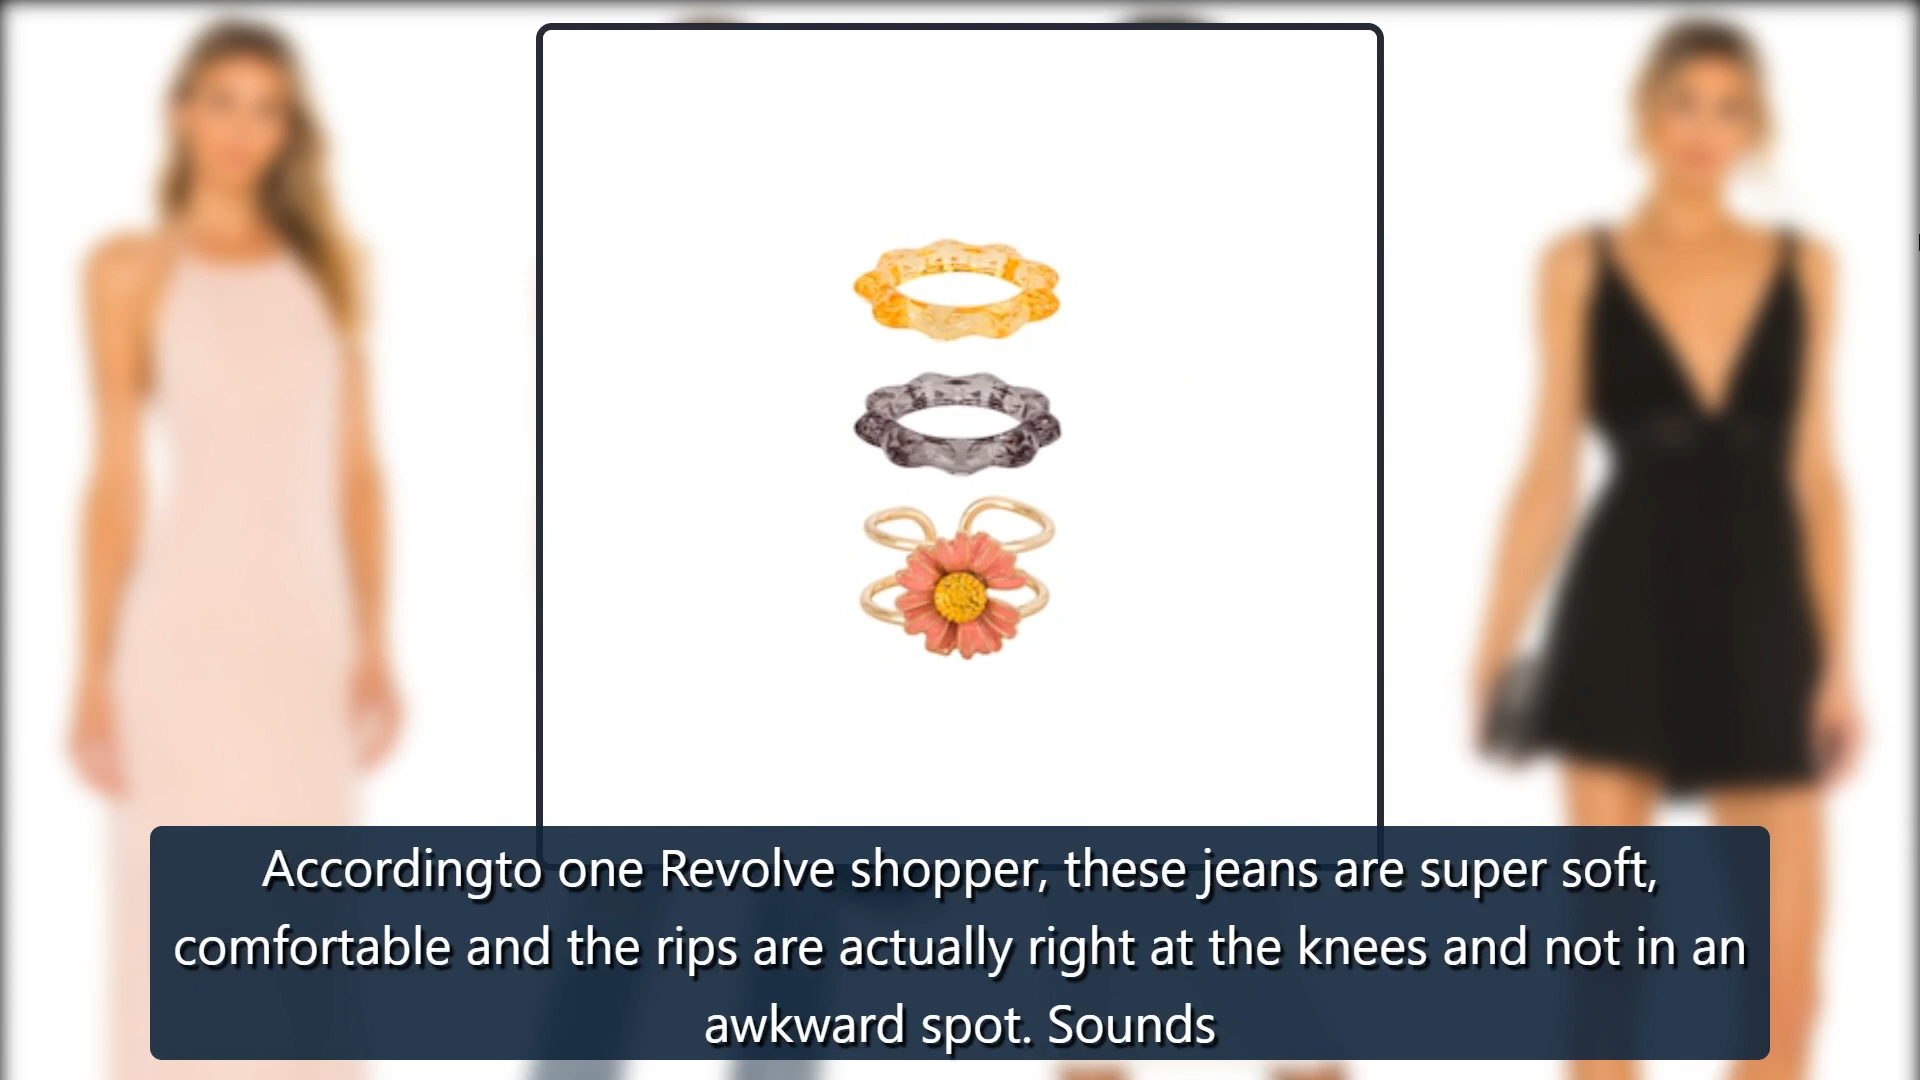 Accordingto one Revolve shopper, these jeans are super soft,
comfortable and the rips are actually right at the knees and not in an
awkward spot. Sounds